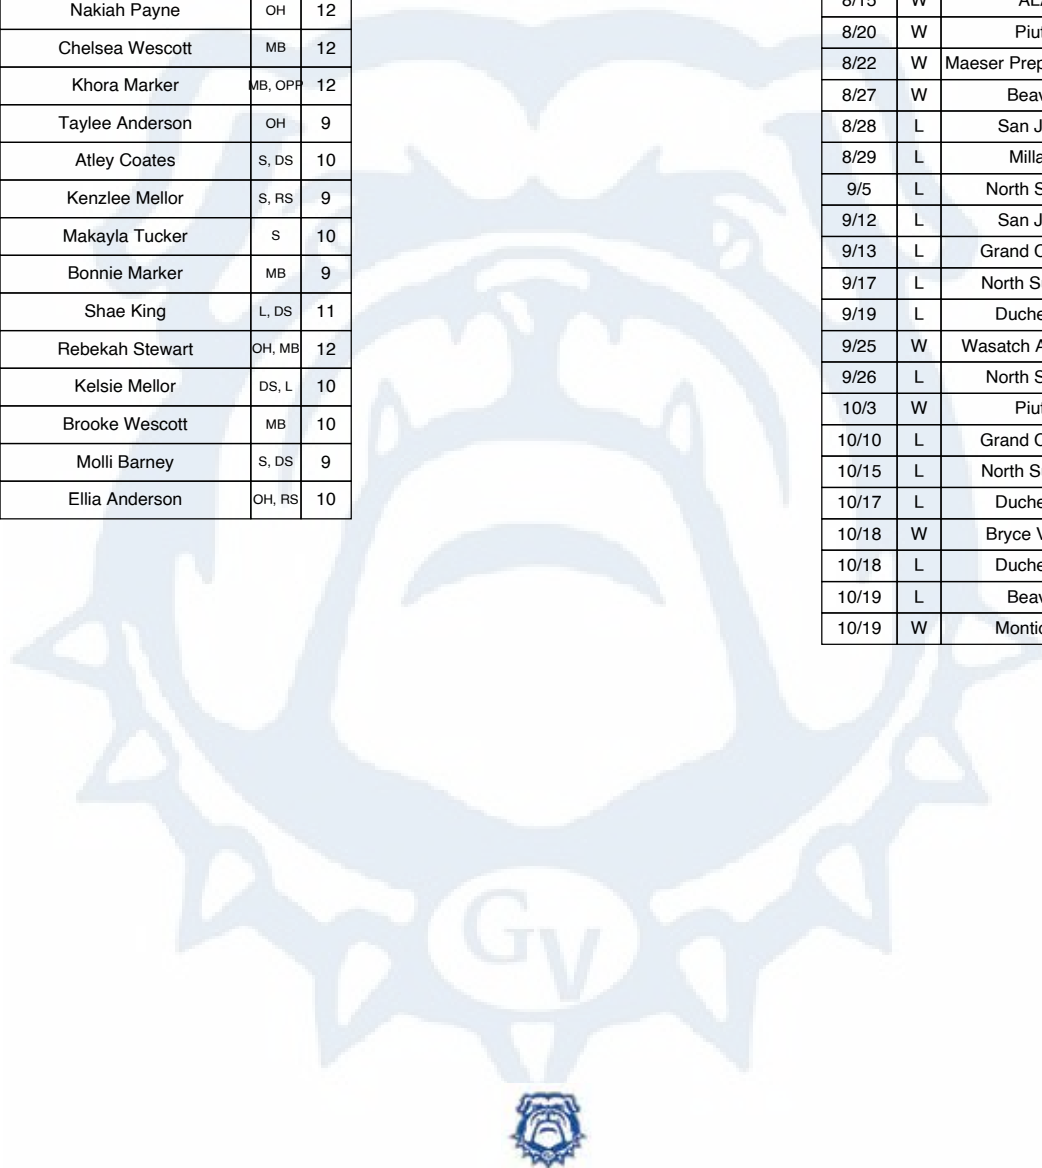 Nakiah Payne OH 12
Chelsea Wescott MB 12
Khora Marker MB, OPP 12
Taylee Anderson OH 9
Atley Coates S, DS 10
Kenzlee Mellor S, RS 9
Makayla Tucker S 10
Bonnie Marker MB 9
Shae King L, DS 11
Rebekah Stewart OH, MB 12
Kelsie Mellor DS, L 10
Brooke Wescott MB 10
Molli Barney S, DS 9
Ellia Anderson OH, RS 10
8/15 W
8/20 W
8/22 W Maeser Prep
8/27 W
8/28 L San
8/29 L
9/5 L North
9/12 L San
9/13 L Grand
9/17 L North
9/19 L
9/25 W Wasatch
9/26 L North
10/3 W
10/10 L Grand
10/15 L North
10/17 L
10/18 W Bryce
10/18 L
10/19 L
10/19 W
GV